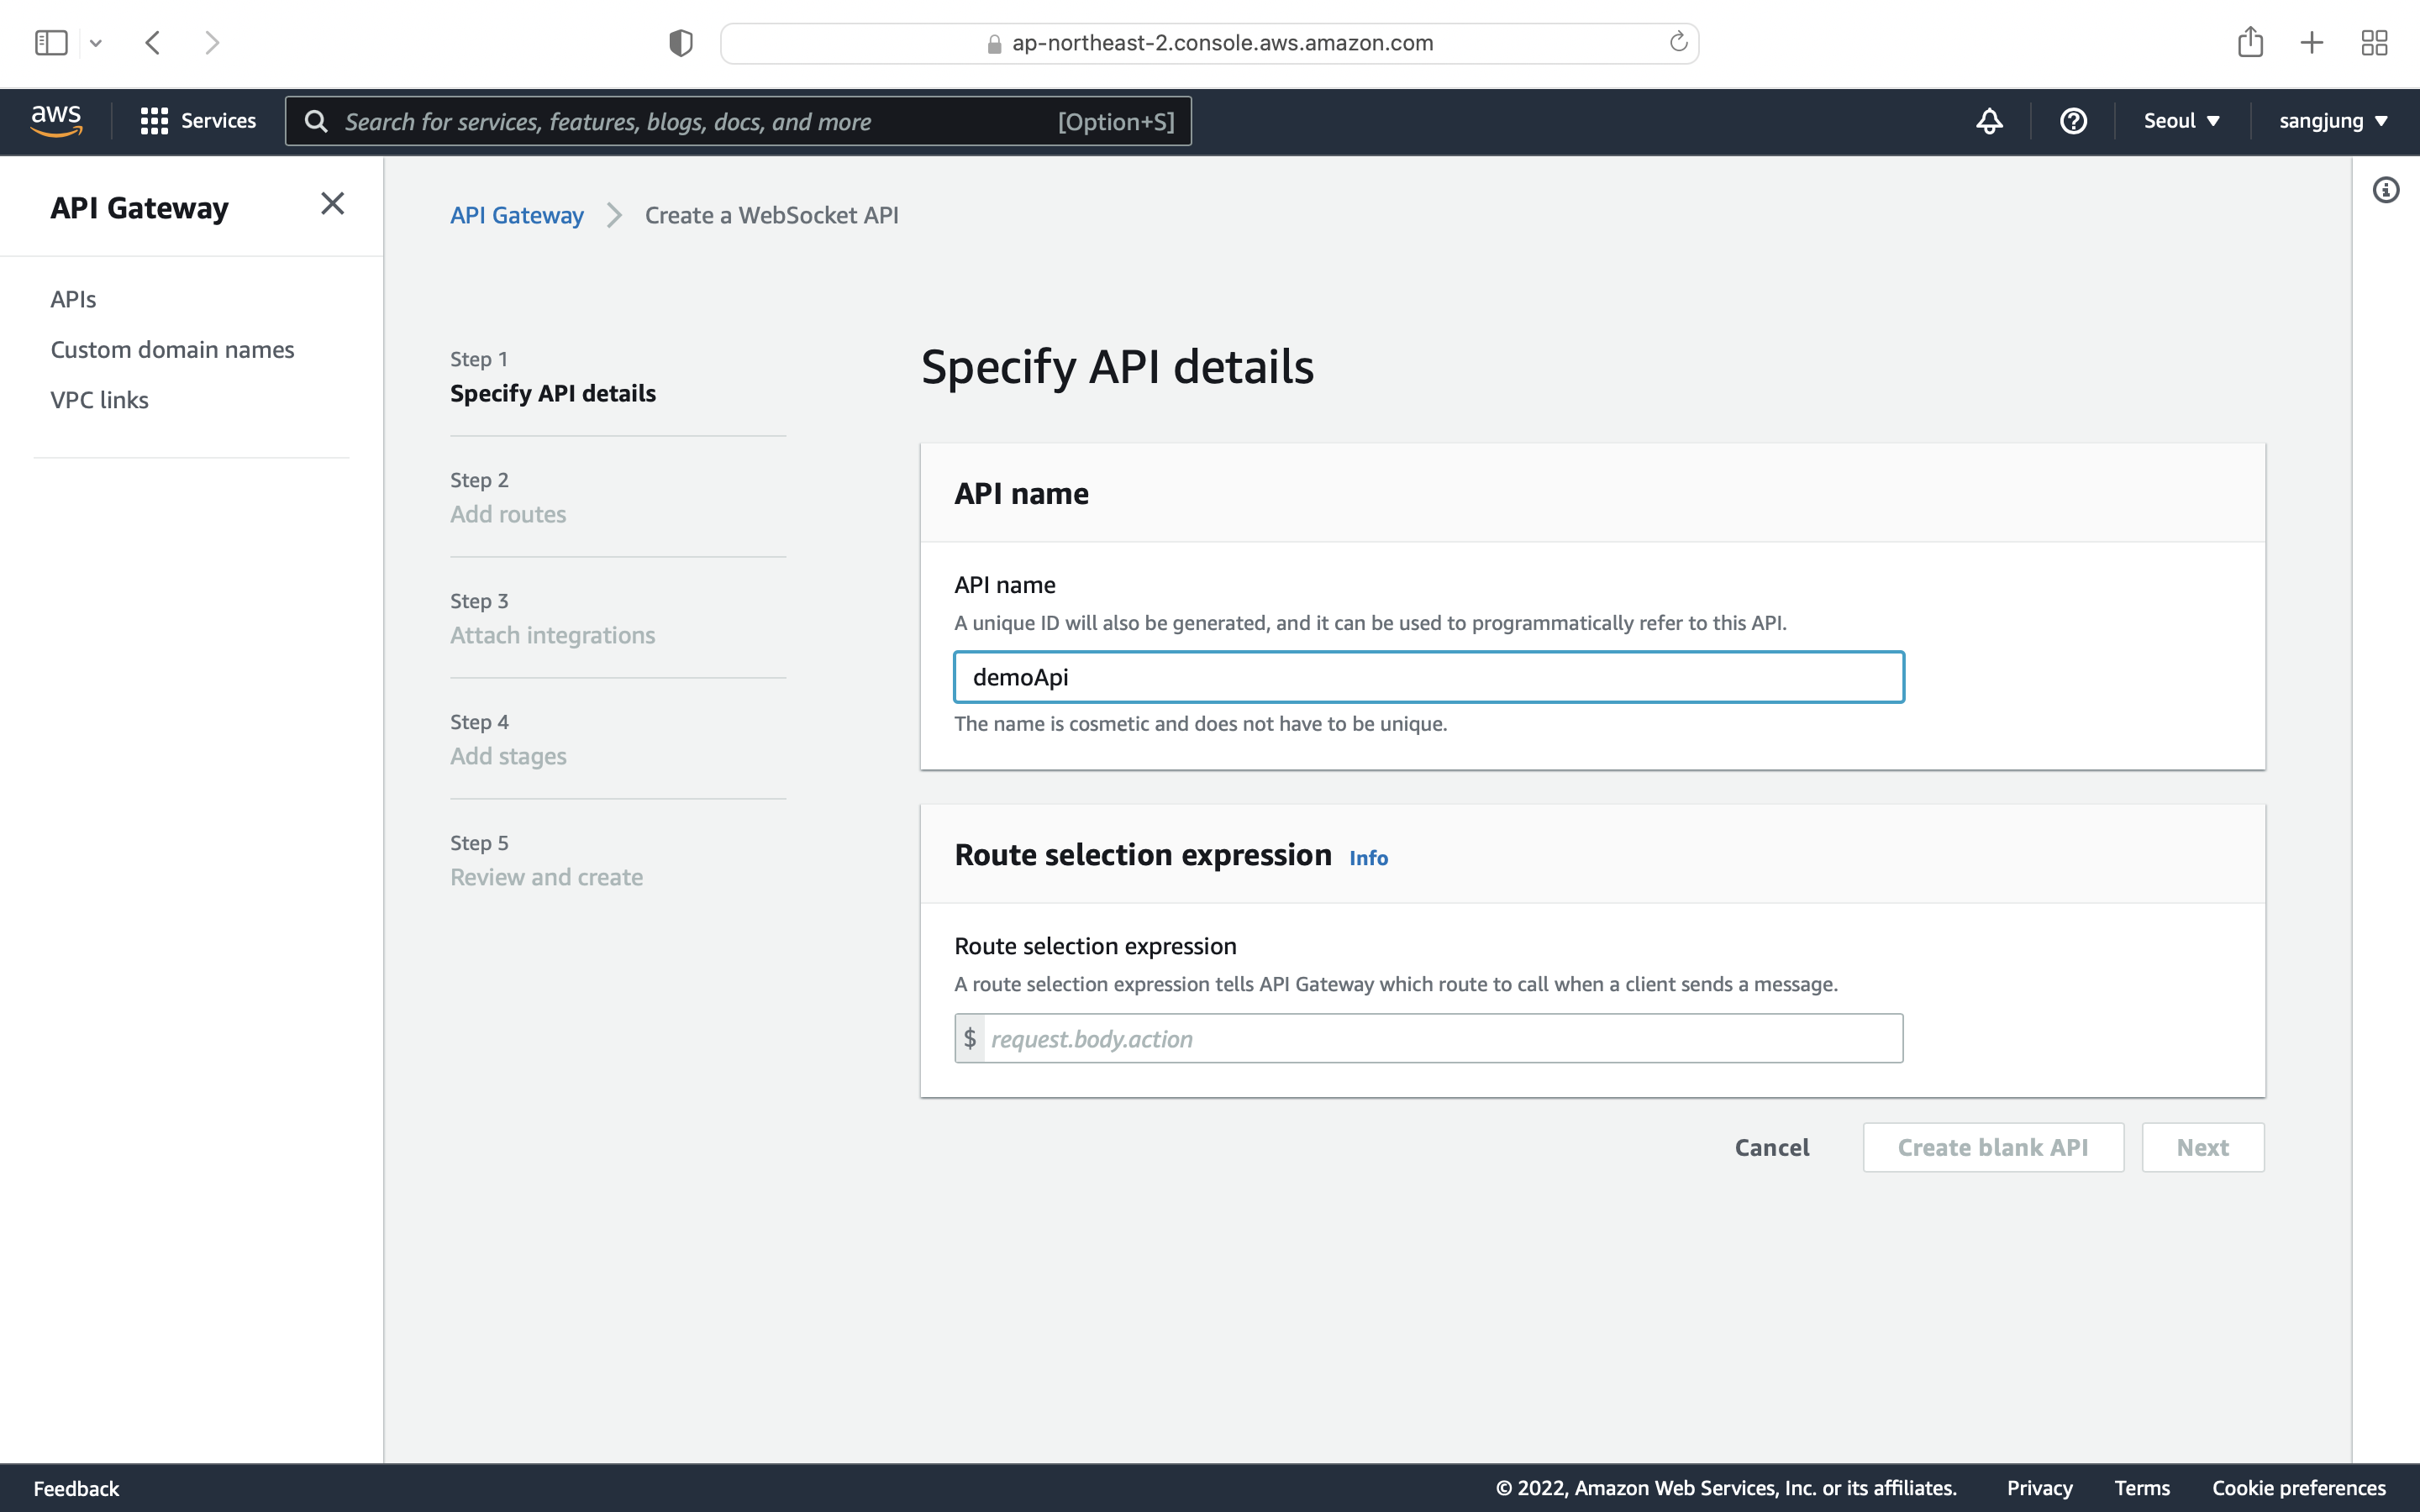 ap-northeast-2.console.aws.amazon.com
aws
Services
Search for services, features, blogs, docs, and more
[Option+S]
Seoul
sangjung
API Gateway
APIs
Custom domain names
VPC links
API Gateway
Create a WebSocket API
Step 1
Specify API details
Step 2
Add routes
Step 3
Attach integrations
Step 4
Add stages
Step 5
Review and create
Specify API details
API name
API name
A unique ID will also be generated, and it can be used to programmatically refer to this API.
demoApi
The name is cosmetic and does not have to be unique.
Route selection expression Info
Route selection expression
A route selection expression tells API Gateway which route to call when a client sends a message.
$ request.body.action
Cancel
Create blank API
Next
Feedback
© 2022, Amazon Web Services, Inc. or its affiliates.
Privacy
Terms
Cookie preferences